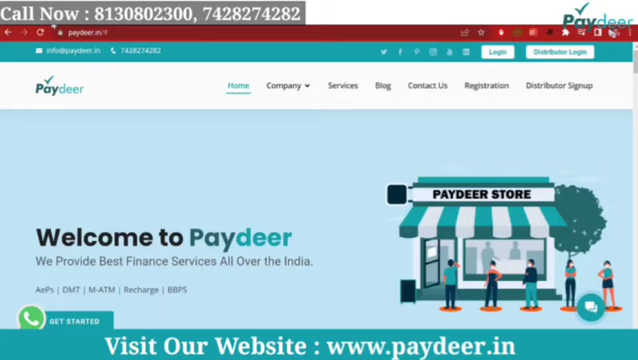 Call Now : 8130802300, 7428274282
Paydeer
paydeer.in/#
info@paydeer.in 7428274282
Login Distributor Login
Paydeer
Home Company Services Blog Contact Us Registration Distributor Signup
PAYDEER STORE
Welcome to Paydeer
We Provide Best Finance Services All Over the India.
AePs | DMT | M-ATM | Recharge | BBPS
GET STARTED
Visit Our Website : www.paydeer.in